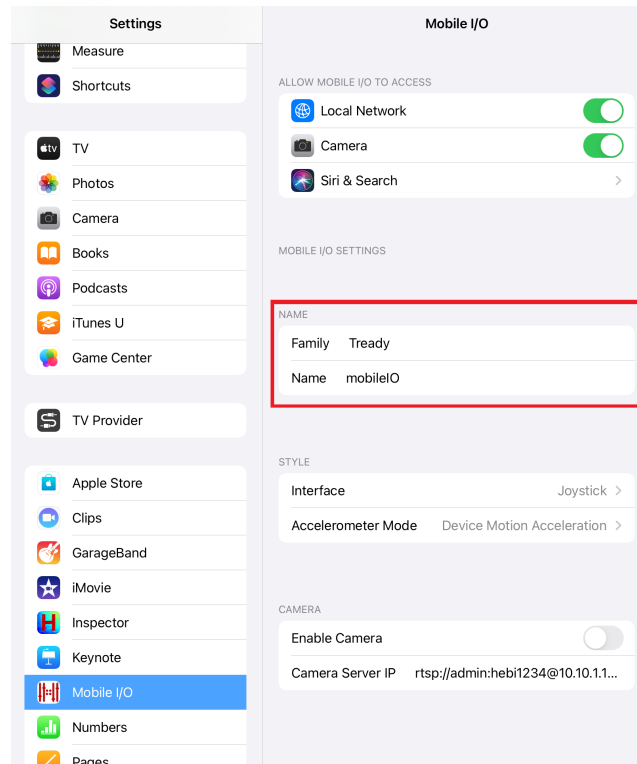 Settings
Measure
Shortcuts
tv
TV
Photos
Camera
Books
Podcasts
iTunes U
Game Center
TV Provider
Apple Store
Clips
GarageBand
iMovie
Inspector
Keynote
Mobile I/O
Numbers
Pages
Mobile I/O
ALLOW MOBILE I/O TO ACCESS
Local Network
Camera
Siri & Search
MOBILE I/O SETTINGS
NAME
Family Tready
Name mobileIO
STYLE
Interface Joystick
Accelerometer Mode Device Motion Acceleration
CAMERA
Enable Camera
Camera Server IP rtsp://admin:hebi1234@10.10.1.1...